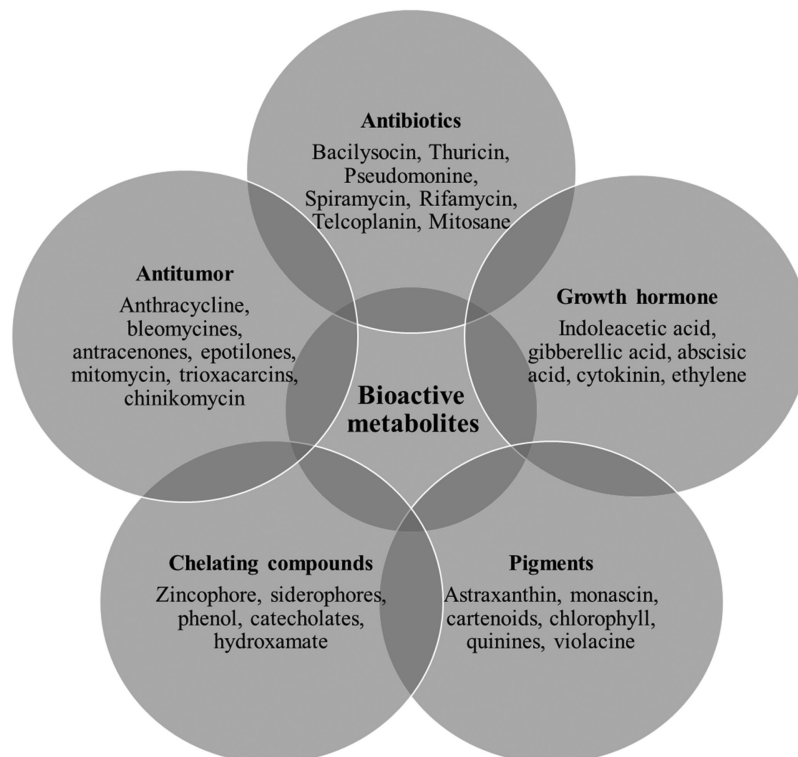 Antibiotics
Bacilysocin, Thuricin,
Pseudomonine,
Spiramycin, Rifamycin,
Telcoplanin, Mitosane
Antitumor
Anthracycline,
bleomycines,
antracenones, epotilones,
mitomycin, trioxacarcins,
chinikomycin
Growth hormone
Indoleacetic acid,
gibberellic acid, abscisic
acid, cytokinin, ethylene
Bioactive
metabolites
Chelating compounds
Zincophore, siderophores,
phenol, catecholates,
hydroxamate
Pigments
Astraxanthin, monascin,
cartenoids, chlorophyll,
quinines, violacine